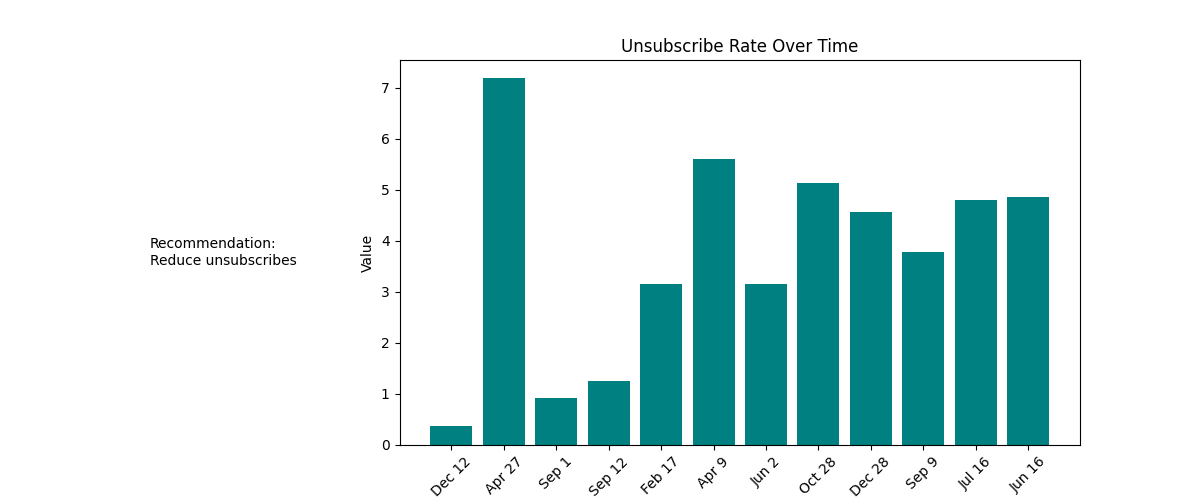 Unsubscribe Rate Over Time
Recommendation:
Reduce unsubscribes
Value
7
6
5
4
3
2
1
0
Dec 12
Apr 27
Sep 1
Sep 12
Feb 17
Apr 9
Jun 2
Oct 28
Dec 28
Sep 9
Jul 16
Jun 16